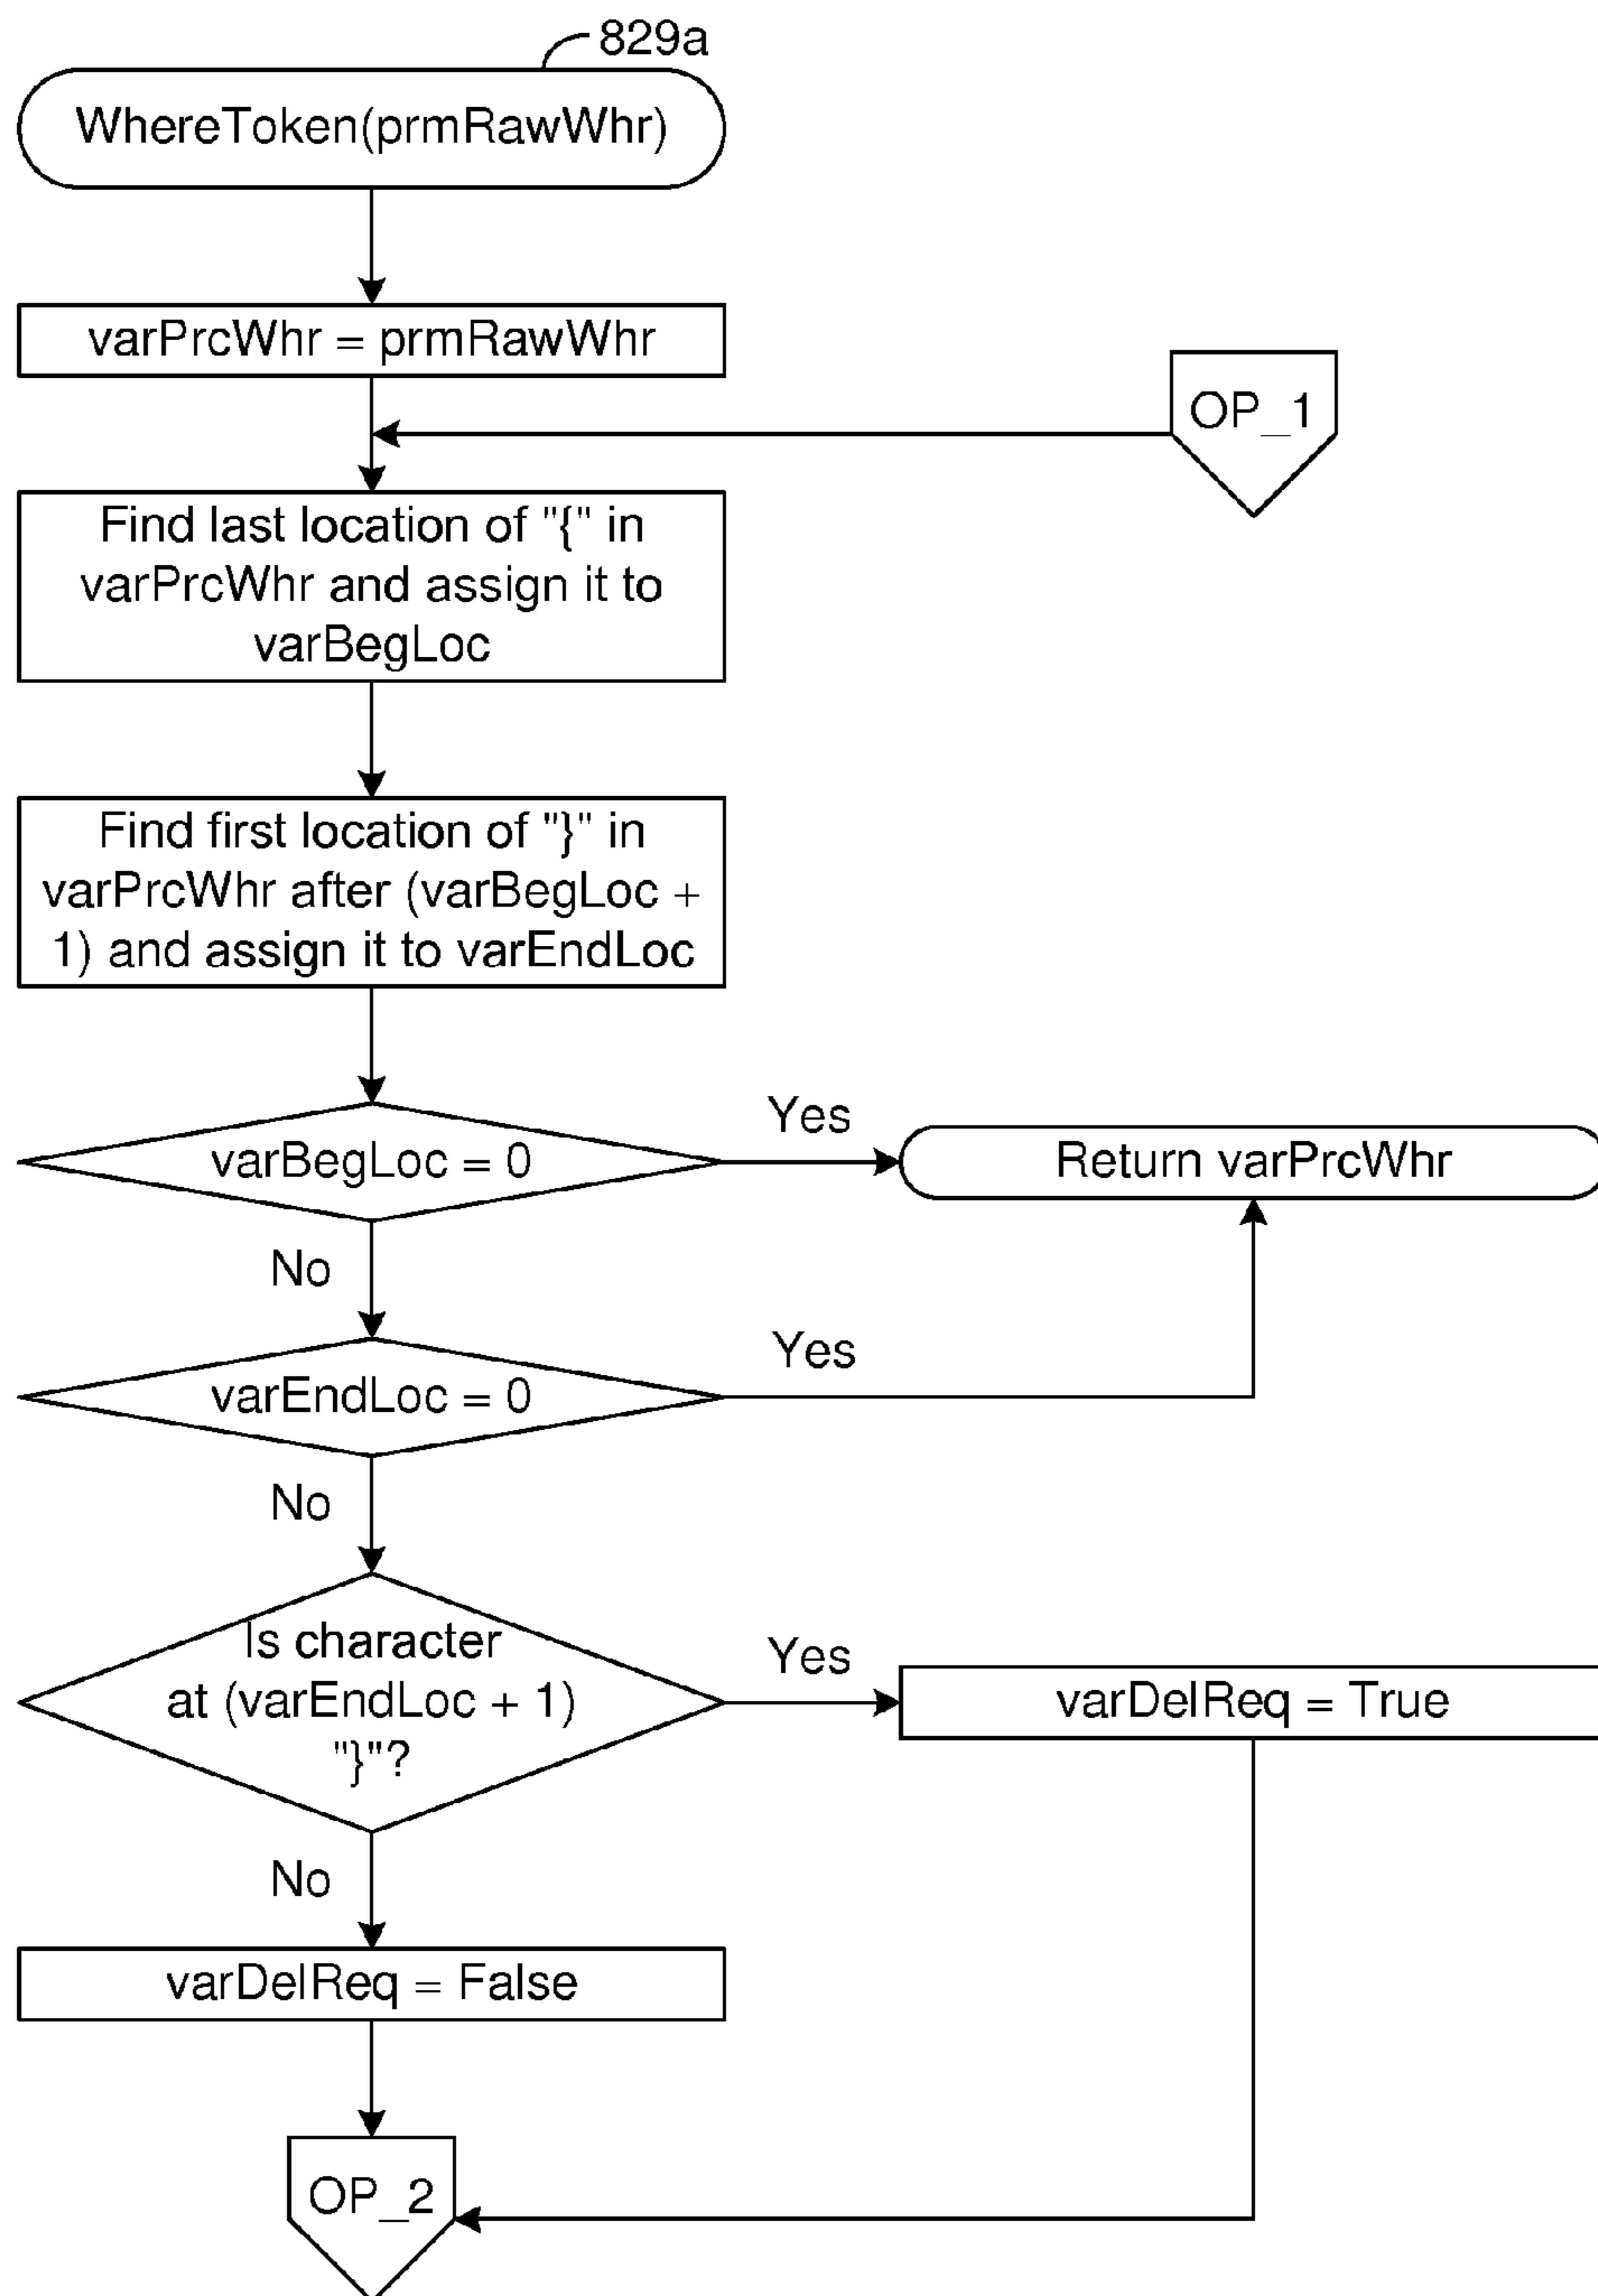 829a
WhereToken(prmRawWhr)
varPrcWhr = prmRawWhr
OP_1
Find last location of "{" in
varPrcWhr and assign it to
varBegLoc
Find first location of "}" in
varPrcWhr after (varBegLoc +
1) and assign it to varEndLoc
varBegLoc = 0
Yes
Return varPrcWhr
No
varEndLoc = 0
Yes
No
Is character
at (varEndLoc + 1)
"}"?
Yes
varDelReq = True
No
varDelReq = False
OP_2